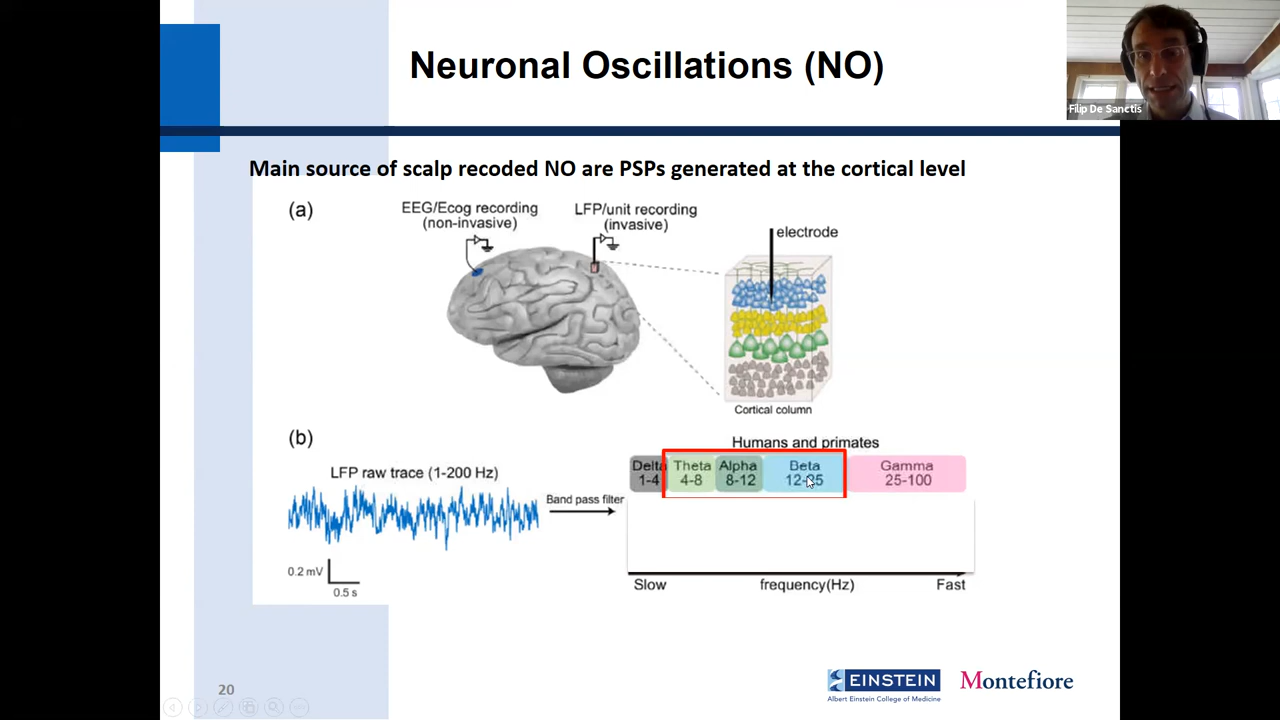 Neuronal Oscillations (NO)
Filip De Sanctis
Main source of scalp recoded NO are PSPs generated at the cortical level
(a)
EEG/Ecog recording
(non-invasive)
LFP/unit recording
(invasive)
electrode
Cortical column
(b)
Humans and primates
LFP raw trace (1-200 Hz)
Band pass filter
Delta
1-4
Theta
4-8
Alpha
8-12
Beta
Gamma
25-100
0.2 mV
0.5 s
Slow
frequency(Hz)
Fast
20
EINSTEIN
Albert Einstein College of Medicine
Montefiore